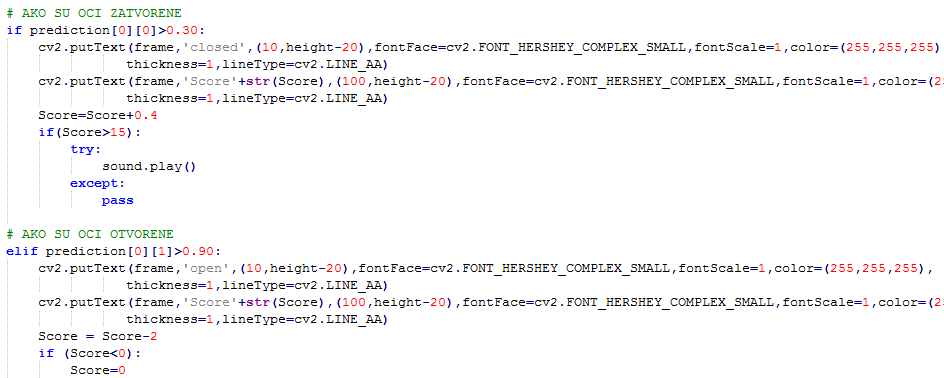 # AKO SU OCI ZATVORENE
if prediction[0][0]>0.30:
    cv2.putText(frame,'closed',(10,height-20),fontFace=cv2.FONT_HERSHEY_COMPLEX_SMALL,fontScale=1,color=(255,255,255)
               thickness=1,lineType=cv2.LINE_AA)
    cv2.putText(frame,'Score'+str(Score),(100,height-20),fontFace=cv2.FONT_HERSHEY_COMPLEX_SMALL,fontScale=1,color=(25
               thickness=1,lineType=cv2.LINE_AA)
    Score=Score+0.4
    if(Score>15):
        try:
            sound.play()
        except:
            pass
# AKO SU OCI OTVORENE
elif prediction[0][1]>0.90:
    cv2.putText(frame,'open',(10,height-20),fontFace=cv2.FONT_HERSHEY_COMPLEX_SMALL,fontScale=1,color=(255,255,255),
               thickness=1,lineType=cv2.LINE_AA)
    cv2.putText(frame,'Score'+str(Score),(100,height-20),fontFace=cv2.FONT_HERSHEY_COMPLEX_SMALL,fontScale=1,color=(25
               thickness=1,lineType=cv2.LINE_AA)
    Score = Score-2
    if (Score<0):
        Score=0